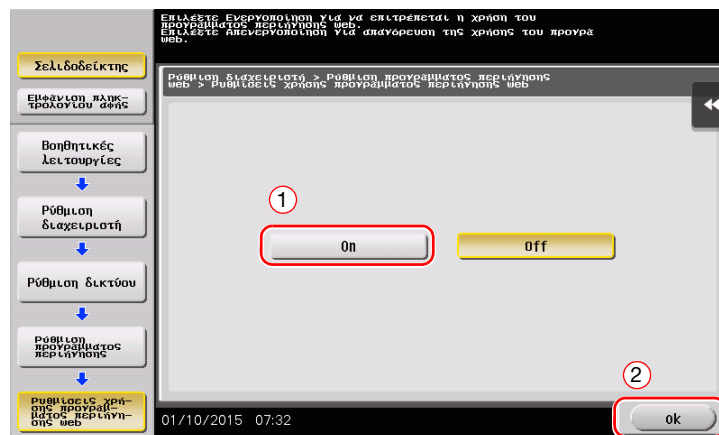 Επιλέξτε Ενεργοποίηση για να επιτρέπεται η χρήση του
προγράμματος περιήγησης web.
Επιλέξτε Απενεργοποίηση για απαγόρευση της χρήσης του προγρά
web.
Σελιδοδείκτης
Εμφάνιση πληκ-
τρολογίου αφής
Ρύθμιση διαχειριστή > Ρύθμιση προγράμματος περιήγησης
web > Ρυθμίσεις χρήσης προγράμματος περιήγησης web
Βοηθητικές
λειτουργίες
Ρύθμιση
διαχειριστή
1
On
Off
Ρύθμιση δικτύου
Ρύθμιση
προγράμματος
περιήγησης
Ρυθμίσεις χρή-
σης προγράμ-
ματος περιήγη-
σης web
2
01/10/2015 07:32
ok